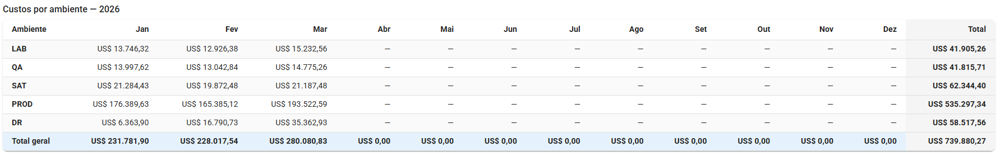 Custos por ambiente — 2026
Ambiente Jan Fev Mar Abr Mai Jun Jul Ago Set Out Nov Dez Total
LAB US$ 13.746,32 US$ 12.926,38 US$ 15.232,56 — — — — — — — — — US$ 41.905,26
QA US$ 13.997,62 US$ 13.042,84 US$ 14.775,26 — — — — — — — — — US$ 41.815,71
SAT US$ 21.284,43 US$ 19.872,48 US$ 21.187,48 — — — — — — — — — US$ 62.344,40
PROD US$ 176.389,63 US$ 165.385,12 US$ 193.522,59 — — — — — — — — — US$ 535.297,34
DR US$ 6.363,90 US$ 16.790,73 US$ 35.362,93 — — — — — — — — — US$ 58.517,56
Total geral US$ 231.781,90 US$ 228.017,54 US$ 280.080,83 US$ 0,00 US$ 0,00 US$ 0,00 US$ 0,00 US$ 0,00 US$ 0,00 US$ 0,00 US$ 0,00 US$ 0,00 US$ 739.880,27